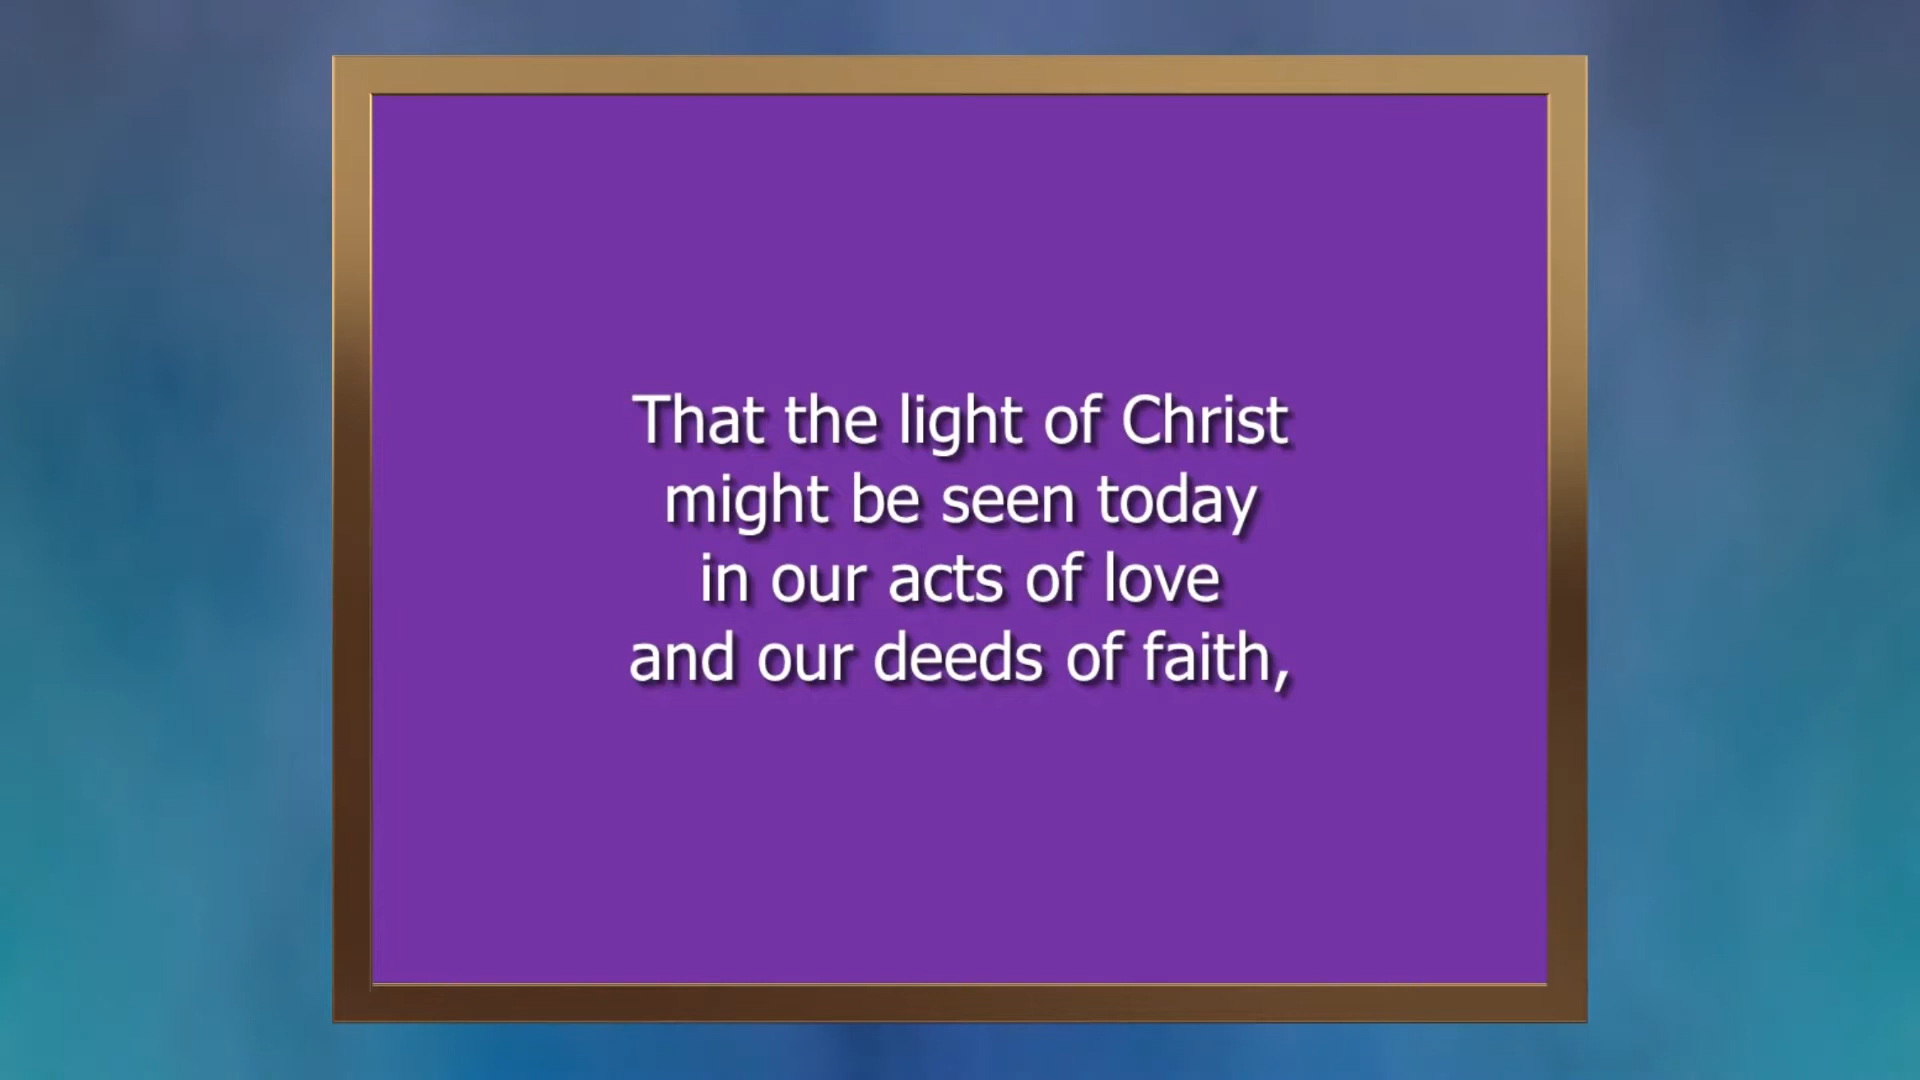 That the light of Christ
might be seen today
in our acts of love
and our deeds of faith,